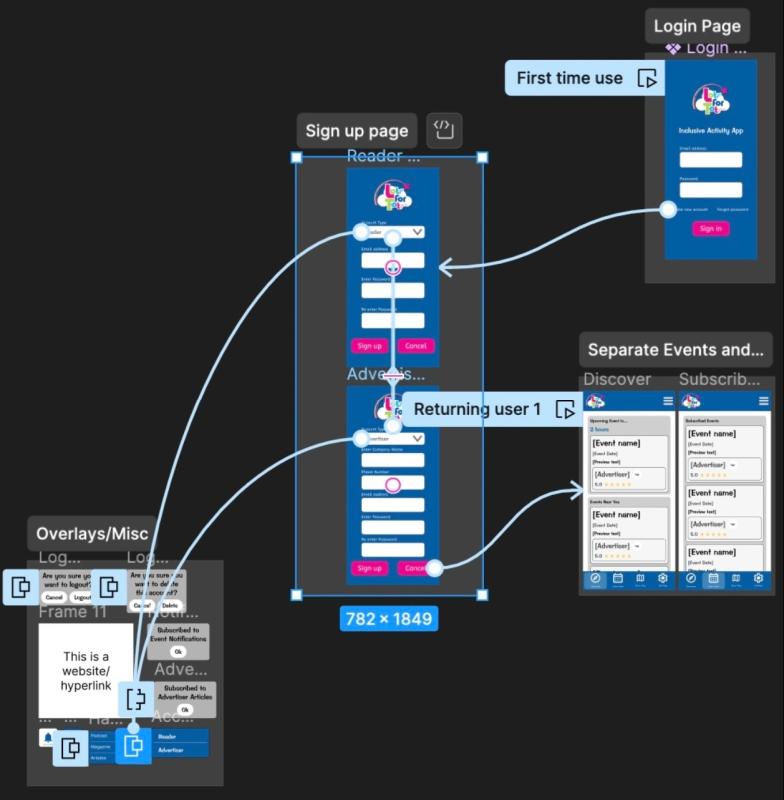 Login Page
Login ...
First time use
Let's
for
Tots
Inclusive Activity App
Email address
Password
Forgot password
Sign in
Sign up page
Reader ...
Let's
for
Tots
Account Type
Email address
Enter Password
Re enter Password
Sign up
Cancel
Returning user 1
Account Type
Enter Company Name
Phone Number
Email address
Enter Password
Re enter Password
Sign up
Cancel
782 × 1849
Separate Events and...
Discover
Subscrib...
Upcoming Event in...
2 hours
[Event name]
[Event Date]
[Preview text]
[Advertiser]
5.0
Events Near You
[Event name]
[Event Date]
[Preview text]
[Advertiser]
5.0
Subscribed Events
[Event name]
[Event Date]
[Preview text]
[Advertiser]
5.0
[Event name]
[Event Date]
[Preview text]
[Advertiser]
5.0
[Event name]
[Event Date]
[Preview text]
Overlays/Misc
Log...
Log...
Are you sure you
want to logout?
Cancel
Logout
Are you sure you
want to delete
this account?
Cancel
Delete
Frame 11
This is a
website/
hyperlink
Subscribed to
Event Notifications
Ok
Adve...
Subscribed to
Advertiser Articles
Ok
Ha...
Acc...
Podcast
Magazine
Articles
Reader
Advertiser